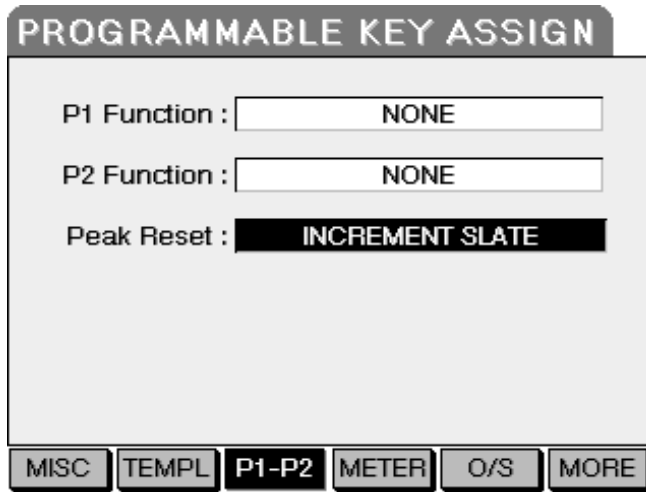 PROGRAMMABLE KEY ASSIGN
P1 Function : NONE
P2 Function : NONE
Peak Reset : INCREMENT SLATE
MISC TEMPL P1-P2 METER O/S MORE